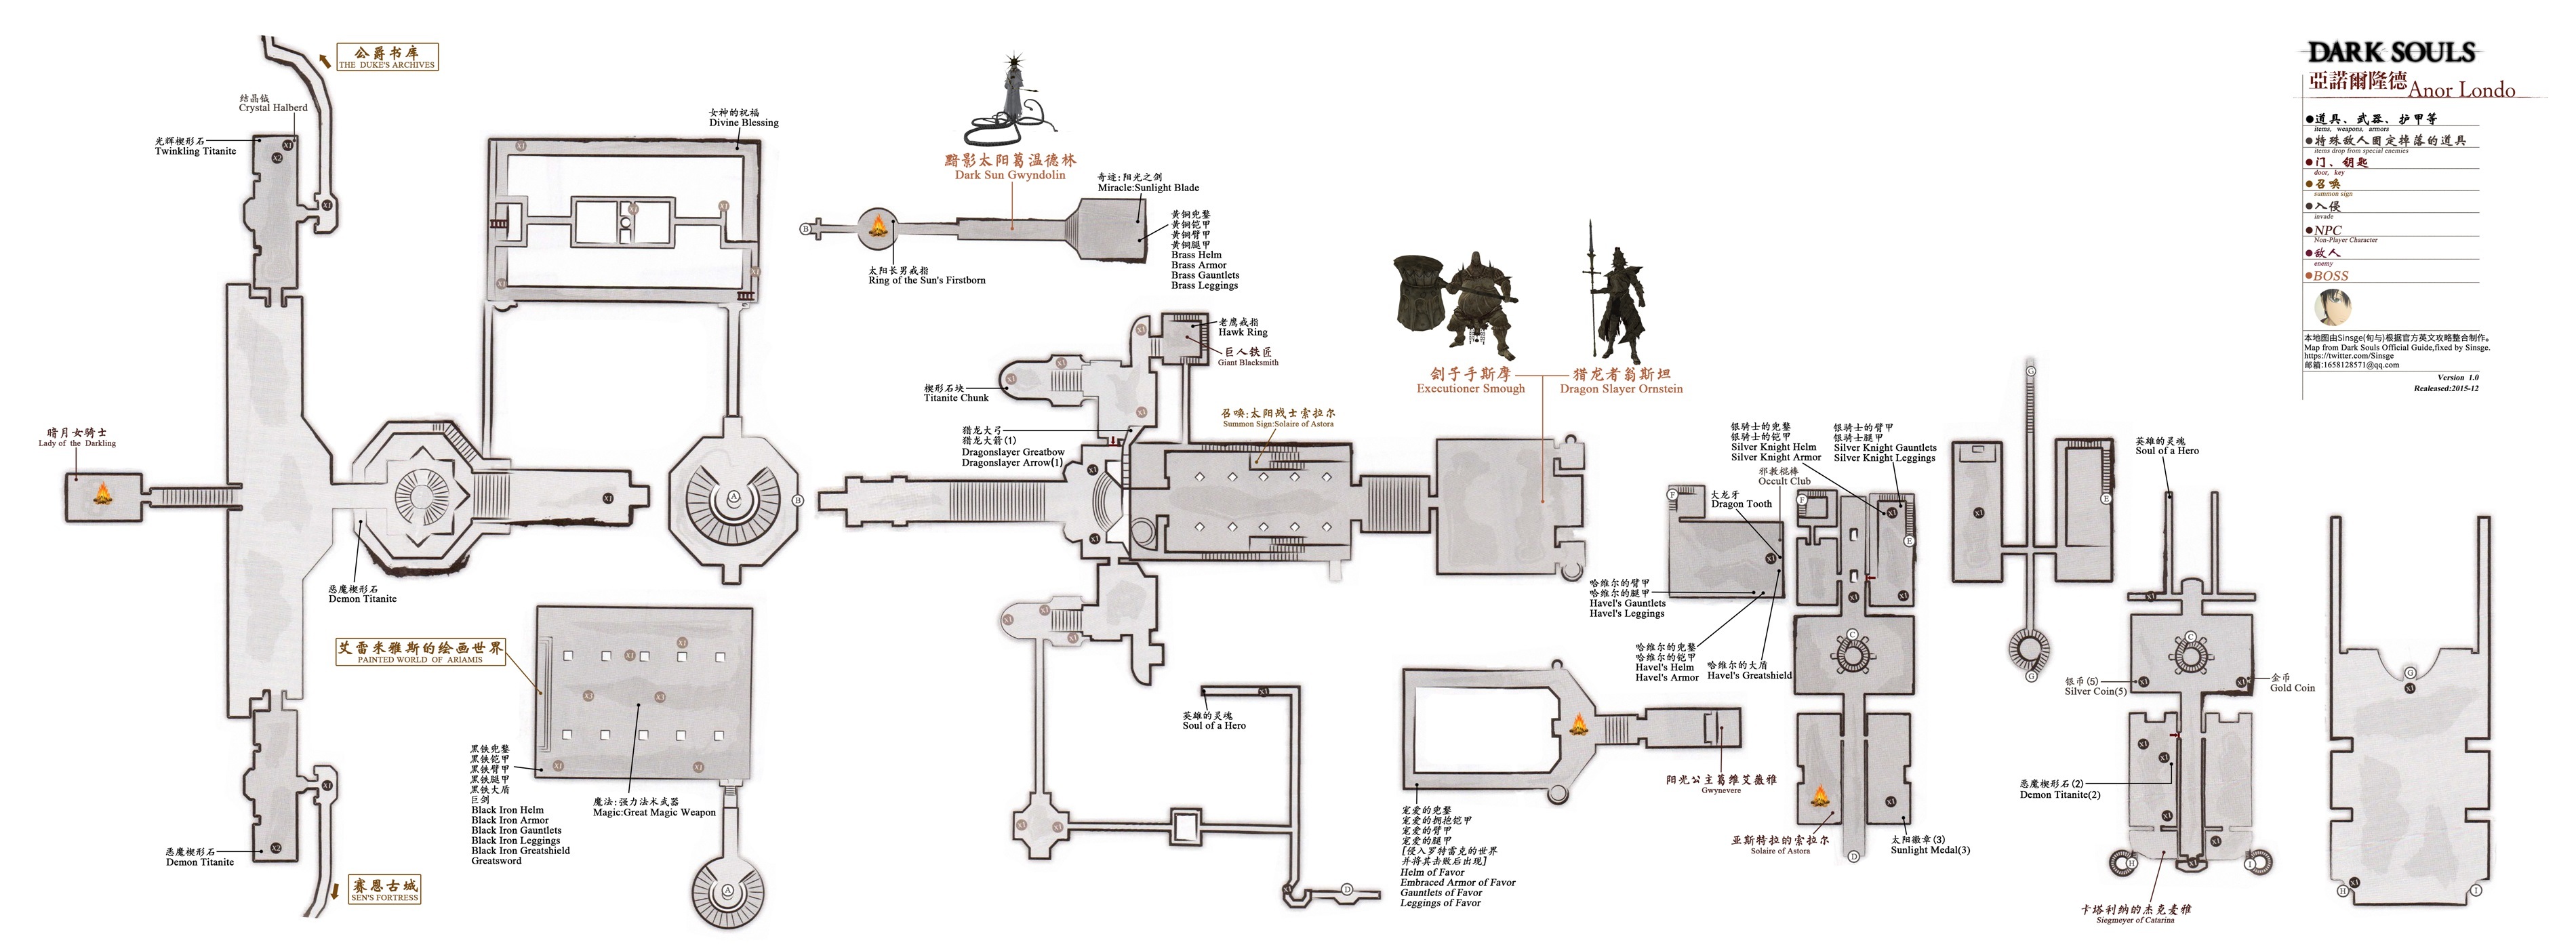 公爵书库
THE DUKE'S ARCHIVES
结晶戟
Crystal Halberd
光辉楔形石
Twinkling Titanite
X1
X2
X1
暗月女骑士
Lady of the Darkling
恶魔楔形石
Demon Titanite
X1
恶魔楔形石
Demon Titanite
X2
X1
赛恩古城
SEN'S FORTRESS
女神的祝福
Divine Blessing
A
B
艾雷米雅斯的绘画世界
PAINTED WORLD OF ARIAMIS
黑铁兜鍪
黑铁铠甲
黑铁臂甲
黑铁腿甲
黑铁大盾
巨剑
Black Iron Helm
Black Iron Armor
Black Iron Gauntlets
Black Iron Leggings
Black Iron Greatshield
Greatsword
魔法:强力法术武器
Magic:Great Magic Weapon
A
黯影太阳葛温德林
Dark Sun Gwyndolin
奇迹:阳光之剑
Miracle:Sunlight Blade
黄铜兜鍪
黄铜铠甲
黄铜臂甲
黄铜腿甲
Brass Helm
Brass Armor
Brass Gauntlets
Brass Leggings
B
太阳长男戒指
Ring of the Sun's Firstborn
老鹰戒指
Hawk Ring
巨人铁匠
Giant Blacksmith
楔形石块
Titanite Chunk
猎龙大弓
猎龙大箭(1)
Dragonslayer Greatbow
Dragonslayer Arrow(1)
召唤:太阳战士索拉尔
Summon Sign:Solaire of Astora
刽子手斯摩
Executioner Smough
猎龙者翁斯坦
Dragon Slayer Ornstein
英雄的灵魂
Soul of a Hero
D
宠爱的兜鍪
宠爱的拥抱铠甲
宠爱的臂甲
宠爱的腿甲
[侵入罗特雷克的世界
并将其击败后出现]
Helm of Favor
Embraced Armor of Favor
Gauntlets of Favor
Leggings of Favor
阳光公主葛维艾薇雅
Gwynevere
银骑士的兜鍪
银骑士的铠甲
Silver Knight Helm
Silver Knight Armor
银骑士的臂甲
银骑士腿甲
Silver Knight Gauntlets
Silver Knight Leggings
邪教棍棒
Occult Club
大龙牙
Dragon Tooth
F
F
E
哈维尔的臂甲
哈维尔的腿甲
Havel's Gauntlets
Havel's Leggings
哈维尔的兜鍪
哈维尔的铠甲
Havel's Helm
Havel's Armor
哈维尔的大盾
Havel's Greatshield
C
亚斯特拉的索拉尔
Solaire of Astora
太阳徽章(3)
Sunlight Medal(3)
D
G
E
G
英雄的灵魂
Soul of a Hero
C
银币(5)
Silver Coin(5)
金币
Gold Coin
恶魔楔形石(2)
Demon Titanite(2)
H
I
卡塔利纳的杰克麦雅
Siegmeyer of Catarina
G
H
I
DARK SOULS
亞諾爾隆德 Anor Londo
道具、武器、护甲等
items, weapons, armors
特殊敌人固定掉落的道具
items drop from special enemies
门、钥匙
door, key
召唤
summon sign
入侵
invade
NPC
Non-Player Character
敌人
enemy
BOSS
本地图由Sinsge(旬与)根据官方英文攻略整合制作。
Map from Dark Souls Official Guide,fixed by Sinsge.
https://twitter.com/Sinsge
邮箱:1658128571@qq.com
Version 1.0
Realeased:2015-12